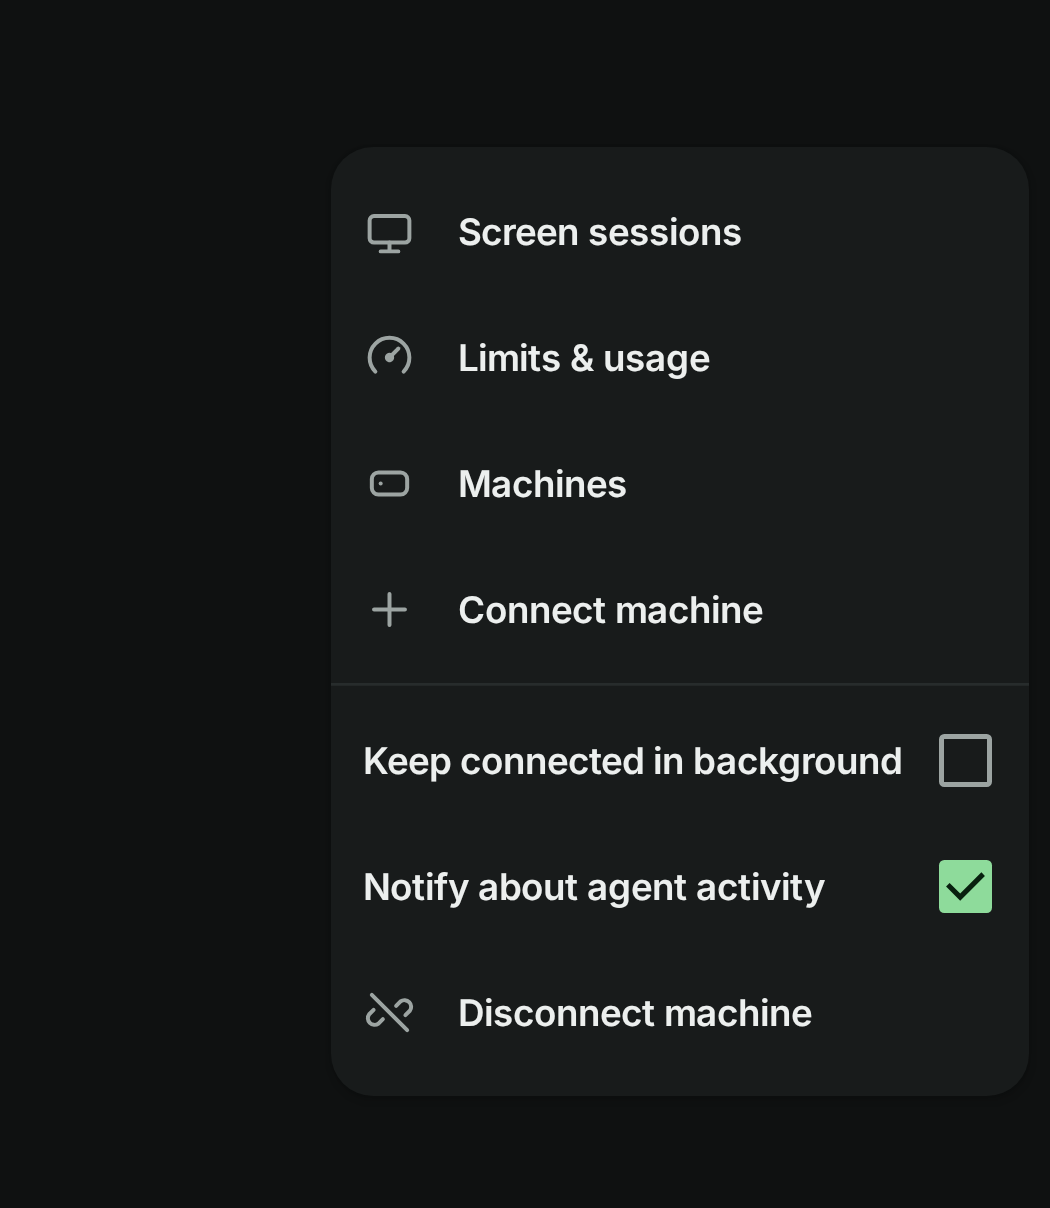 Screen sessions
Limits & usage
Machines
Connect machine
Keep connected in background
Notify about agent activity
Disconnect machine